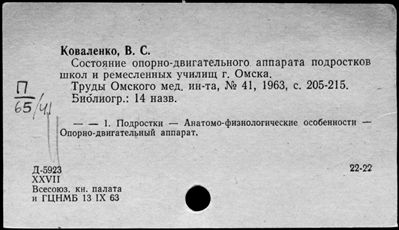 Коваленко, В. С.
Состояние опорно-двигательного аппарата подростков
школ и ремесленных училищ г. Омска.
Труды Омского мед. ин-та, № 41, 1963, с. 205-215.
Библиогр.: 14 назв.
П
65/41
— — 1. Подростки — Анатомо-физиологические особенности —
Опорно-двигательный аппарат.
Д-5923
22-22
XXVII
Всесоюз. кн. палата
и ГЦНМБ 13 IX 63